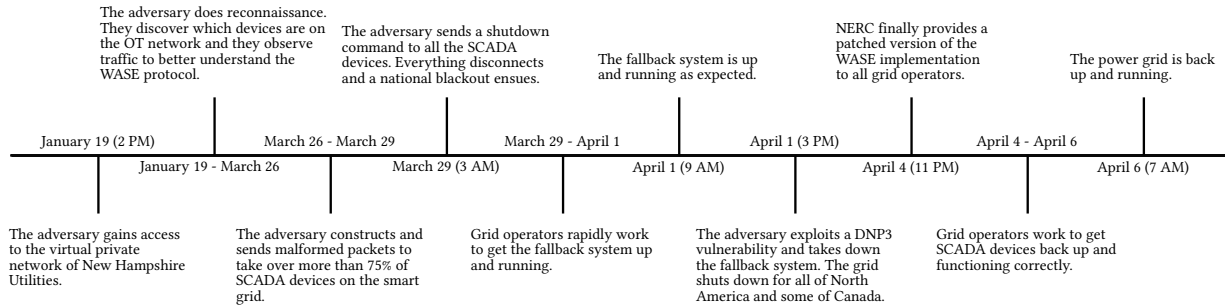 The adversary does reconnaissance.
They discover which devices are on
the OT network and they observe
traffic to better understand the
WASE protocol.
The adversary sends a shutdown
command to all the SCADA
devices. Everything disconnects
and a national blackout ensues.
The fallback system is up
and running as expected.
NERC finally provides a
patched version of the
WASE implementation
to all grid operators.
The power grid is back
up and running.
January 19 (2 PM)
March 26 - March 29
March 29 - April 1
April 1 (3 PM)
April 4 - April 6
January 19 - March 26
March 29 (3 AM)
April 1 (9 AM)
April 4 (11 PM)
April 6 (7 AM)
The adversary gains access
to the virtual private
network of New Hampshire
Utilities.
The adversary constructs and
sends malformed packets to
take over more than 75% of
SCADA devices on the smart
grid.
Grid operators rapidly work
to get the fallback system up
and running.
The adversary exploits a DNP3
vulnerability and takes down
the fallback system. The grid
shuts down for all of North
America and some of Canada.
Grid operators work to get
SCADA devices back up and
functioning correctly.